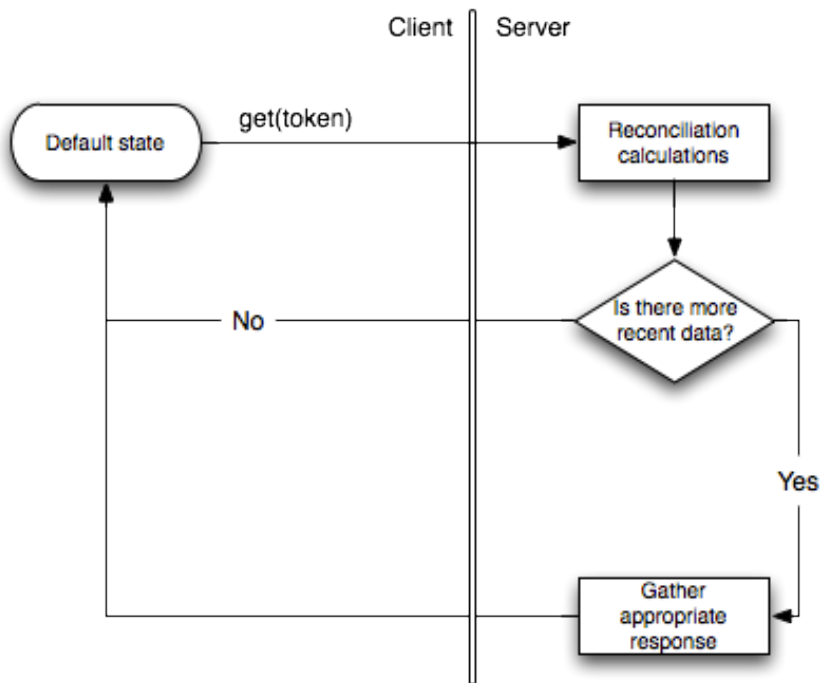 Client
Server
get(token)
Default state
Reconciliation
calculations
Is there more
recent data?
No
Yes
Gather
appropriate
response